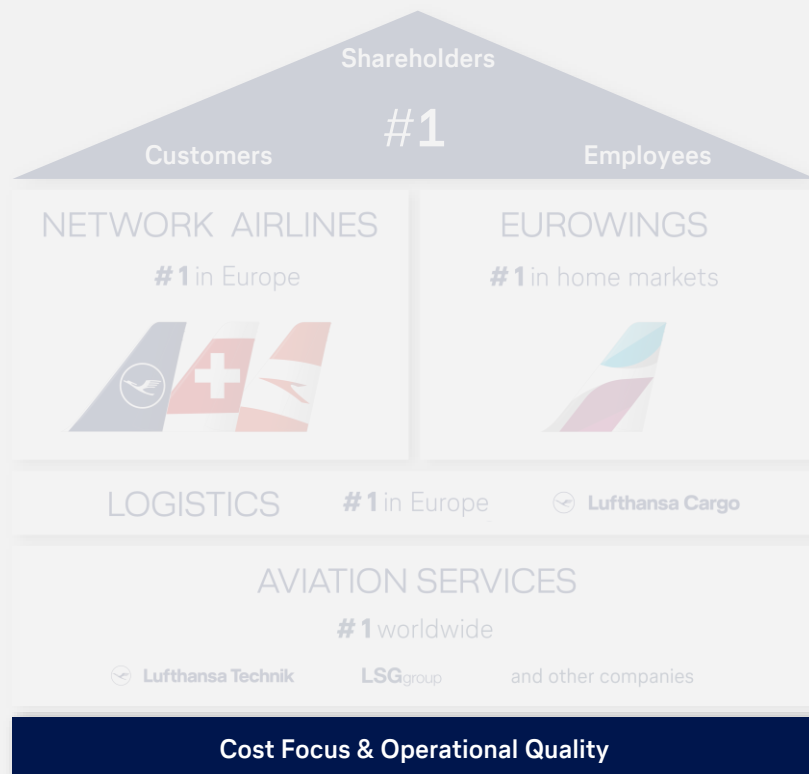 Shareholders
#1
Customers
Employees
NETWORK AIRLINES
#1 in Europe
EUROWINGS
#1 in home markets
LOGISTICS #1 in Europe Lufthansa Cargo
AVIATION SERVICES
#1 worldwide
Lufthansa Technik LSGgroup and other companies
Cost Focus & Operational Quality